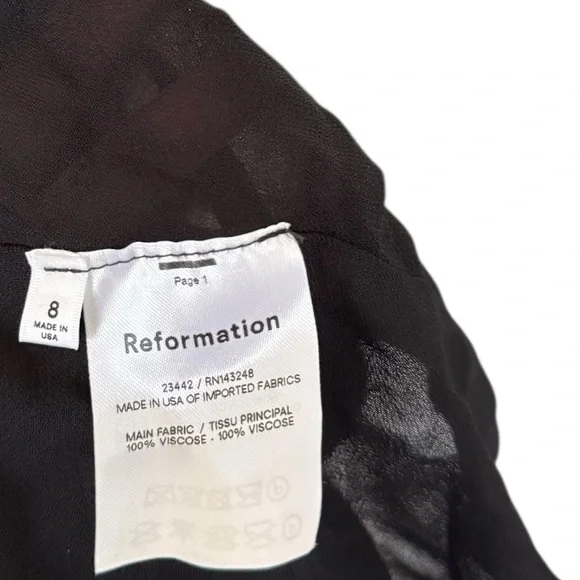 8
MADE IN
USA
Page 1
Reformation
23442 / RN143248
MADE IN USA OF IMPORTED FABRICS
MAIN FABRIC / TISSU PRINCIPAL
100% VISCOSE - 100% VISCOSE